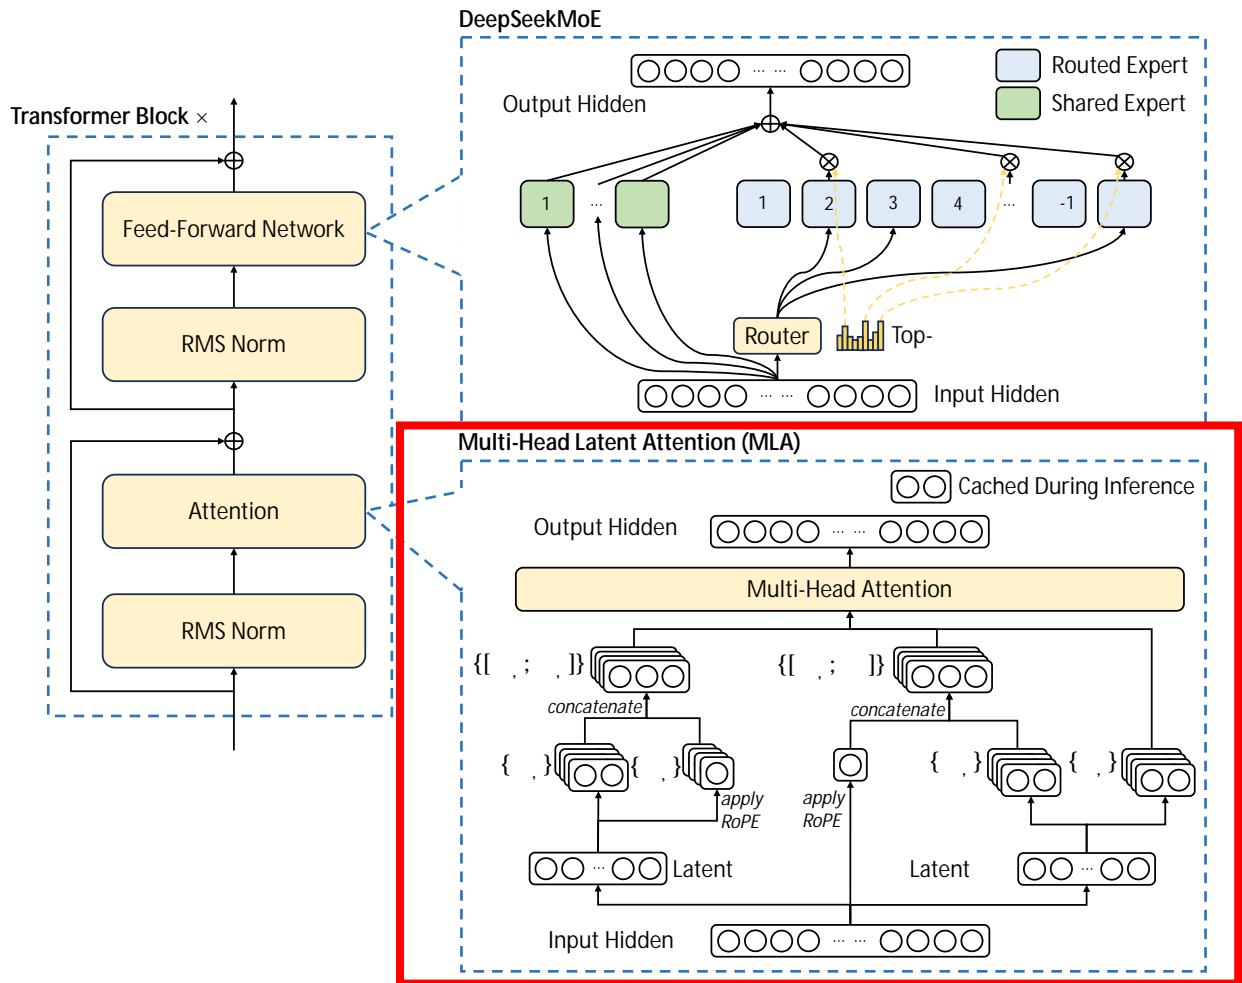 DeepSeekMoE
Routed Expert
Shared Expert
Output Hidden
Transformer Block ×
1
...
1
2
3
4
...
-1
Feed-Forward Network
RMS Norm
Router
Top-
... ...
Input Hidden
... ...
Multi-Head Latent Attention (MLA)
Cached During Inference
Output Hidden
... ...
Attention
Multi-Head Attention
RMS Norm
{[ , ; , ]}
{[ , ; ]}
concatenate
concatenate
{ , }
{ , }
{ , }
{ , }
apply
RoPE
apply
RoPE
...
Latent
Latent
...
Input Hidden
... ...